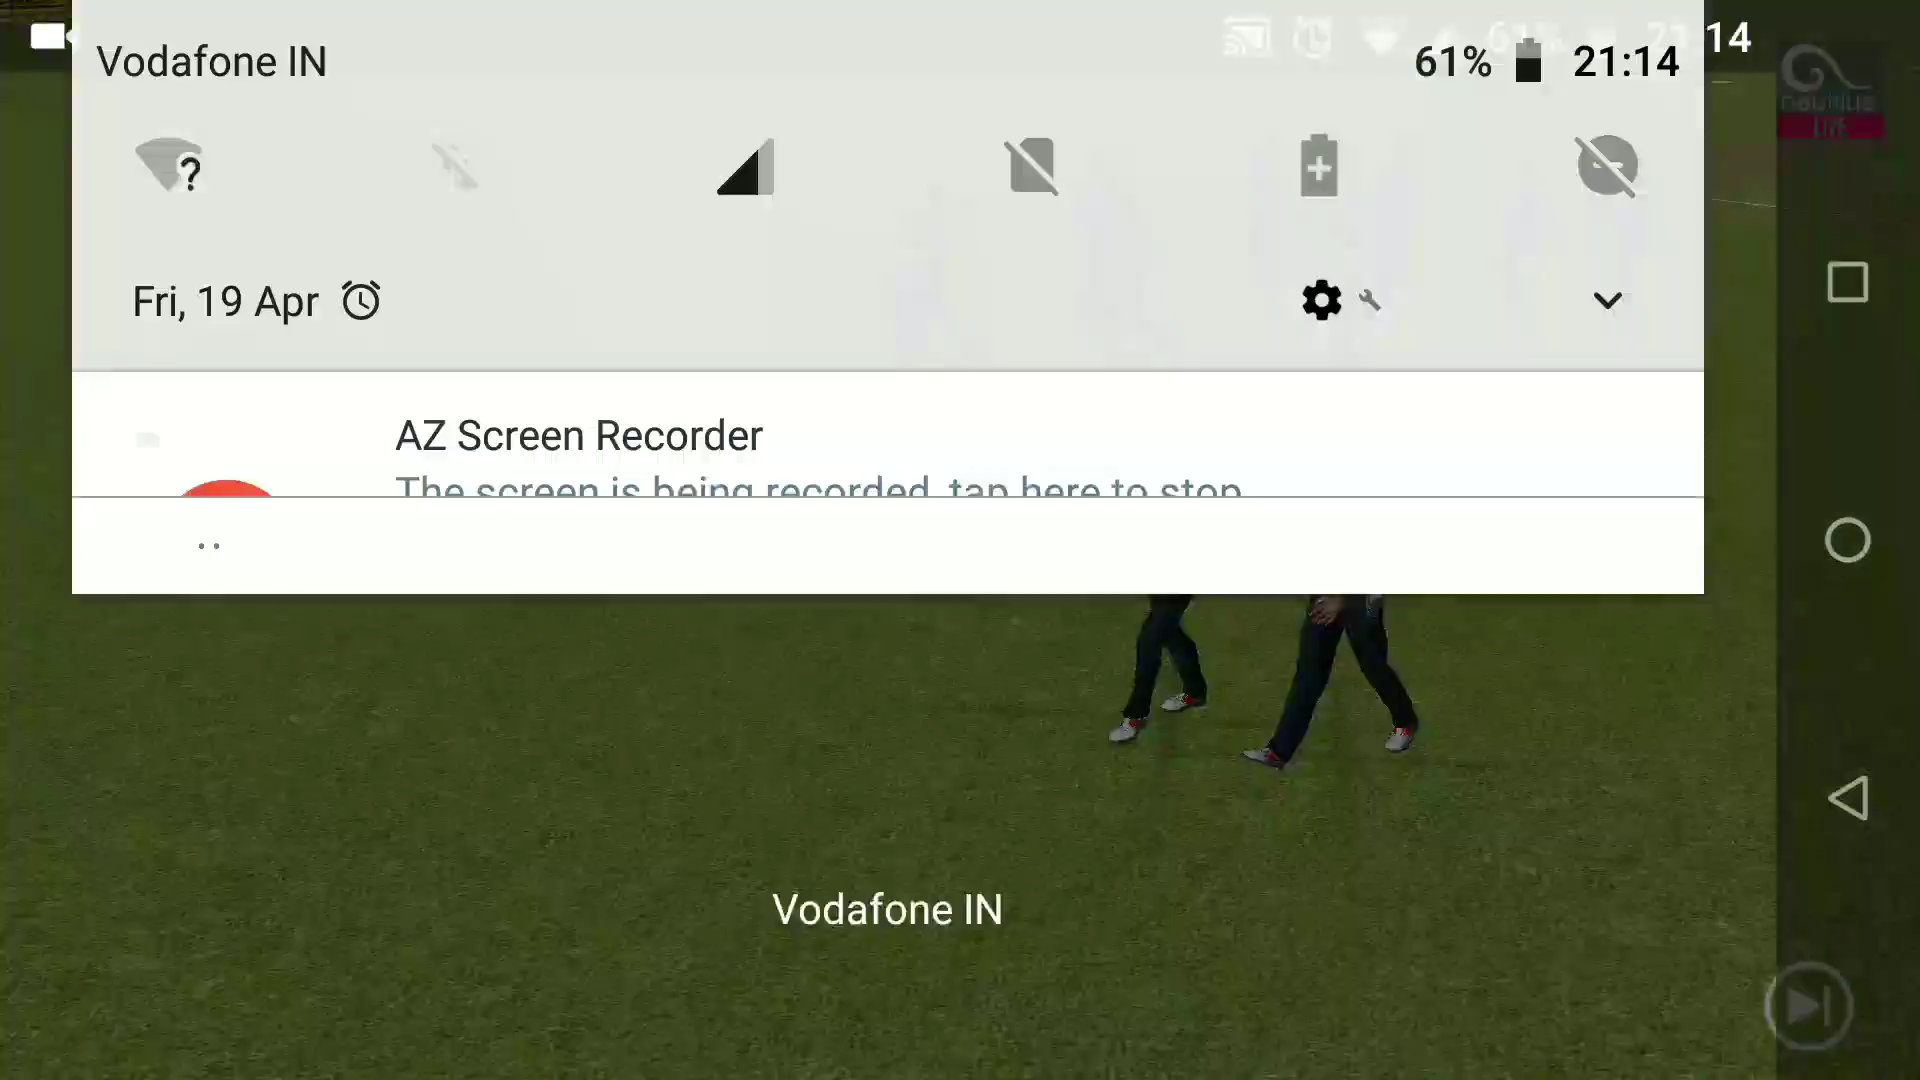 Vodafone IN
61%
21:14
14
LIVE
Fri, 19 Apr
AZ Screen Recorder
The screen is being recorded, tap here to stop
Vodafone IN